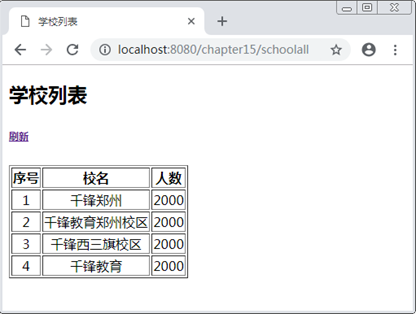 学校列表
localhost:8080/chapter15/schoolall
学校列表
刷新
序号 校名 人数
1 千锋郑州 2000
2 千锋教育郑州校区 2000
3 千锋西三旗校区 2000
4 千锋教育 2000